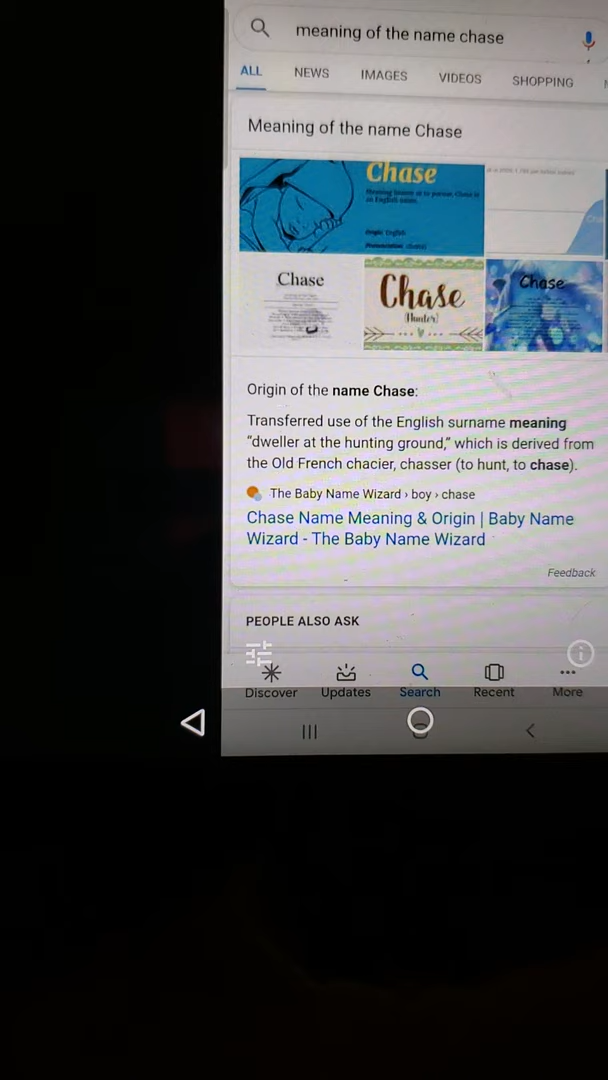 meaning of the name chase
ALL NEWS IMAGES VIDEOS SHOPPING
Meaning of the name Chase
Chase
Chase
Chase
(Hunter)
Chase
Origin of the name Chase:
Transferred use of the English surname meaning
“dweller at the hunting ground,” which is derived from
the Old French chacier, chasser (to hunt, to chase).
The Baby Name Wizard › boy › chase
Chase Name Meaning & Origin | Baby Name
Wizard - The Baby Name Wizard
Feedback
PEOPLE ALSO ASK
Discover Updates Search Recent More